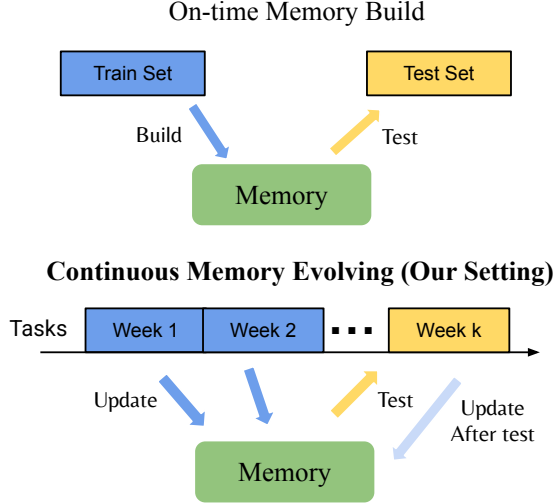 On-time Memory Build
Train Set
Test Set
Build
Test
Memory
Continuous Memory Evolving (Our Setting)
Tasks
Week 1
Week 2
...
Week k
Update
Test
Update
After test
Memory